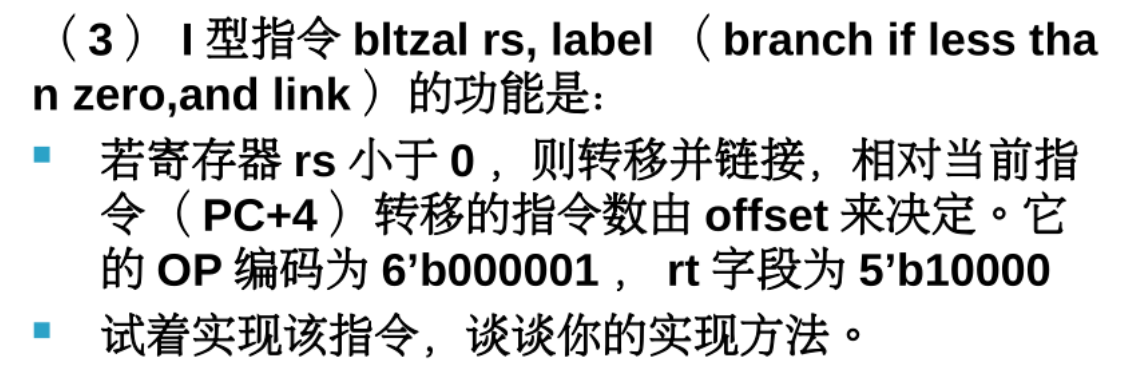 （3） I 型指令 bltzal rs, label （branch if less tha
n zero,and link）的功能是：
若寄存器 rs 小于 0 ，则转移并链接，相对当前指
令（PC+4）转移的指令数由 offset 来决定。它
的 OP 编码为 6’b000001 ， rt 字段为 5’b10000
试着实现该指令，谈谈你的实现方法。